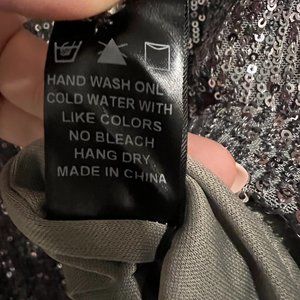 HAND WASH ONLY
COLD WATER WITH
LIKE COLORS
NO BLEACH
HANG DRY
MADE IN CHINA